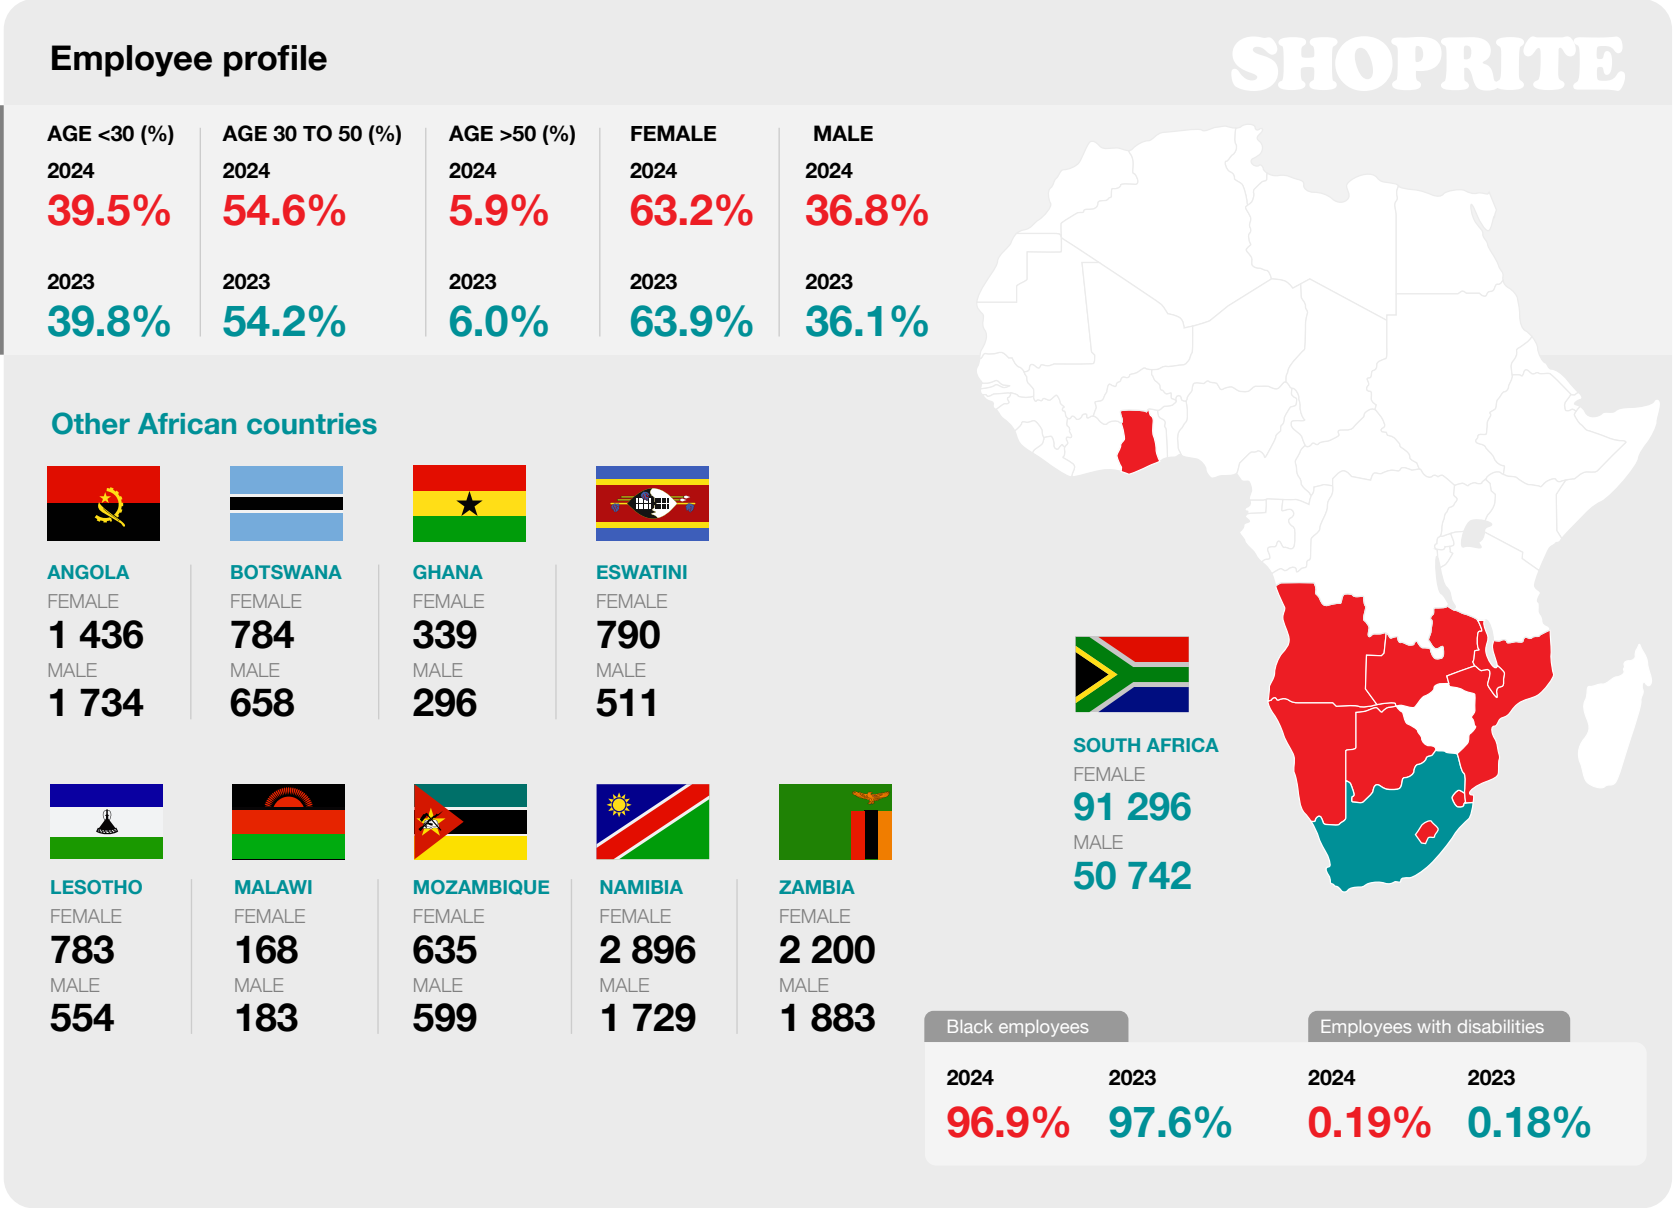 Employee profile
SHOPRITE
AGE <30 (%)
2024
39.5%
2023
39.8%
AGE 30 TO 50 (%)
2024
54.6%
2023
54.2%
AGE >50 (%)
2024
5.9%
2023
6.0%
FEMALE
2024
63.2%
2023
63.9%
MALE
2024
36.8%
2023
36.1%
Other African countries
ANGOLA
FEMALE
1 436
MALE
1 734
BOTSWANA
FEMALE
784
MALE
658
GHANA
FEMALE
339
MALE
296
ESWATINI
FEMALE
790
MALE
511
LESOTHO
FEMALE
783
MALE
554
MALAWI
FEMALE
168
MALE
183
MOZAMBIQUE
FEMALE
635
MALE
599
NAMIBIA
FEMALE
2 896
MALE
1 729
ZAMBIA
FEMALE
2 200
MALE
1 883
SOUTH AFRICA
FEMALE
91 296
MALE
50 742
Black employees
2024
96.9%
2023
97.6%
Employees with disabilities
2024
0.19%
2023
0.18%